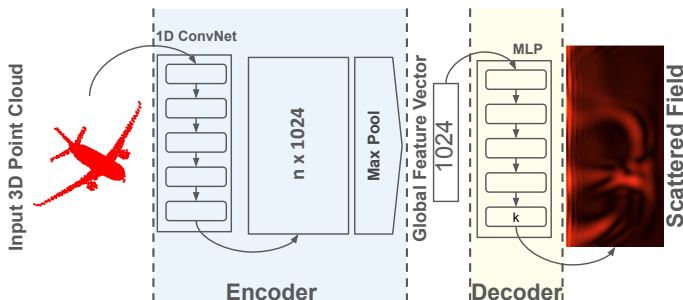 Input 3D Point Cloud
1D ConvNet
n x 1024
Max Pool
Encoder
Global Feature Vector
1024
MLP
k
Decoder
Scattered Field